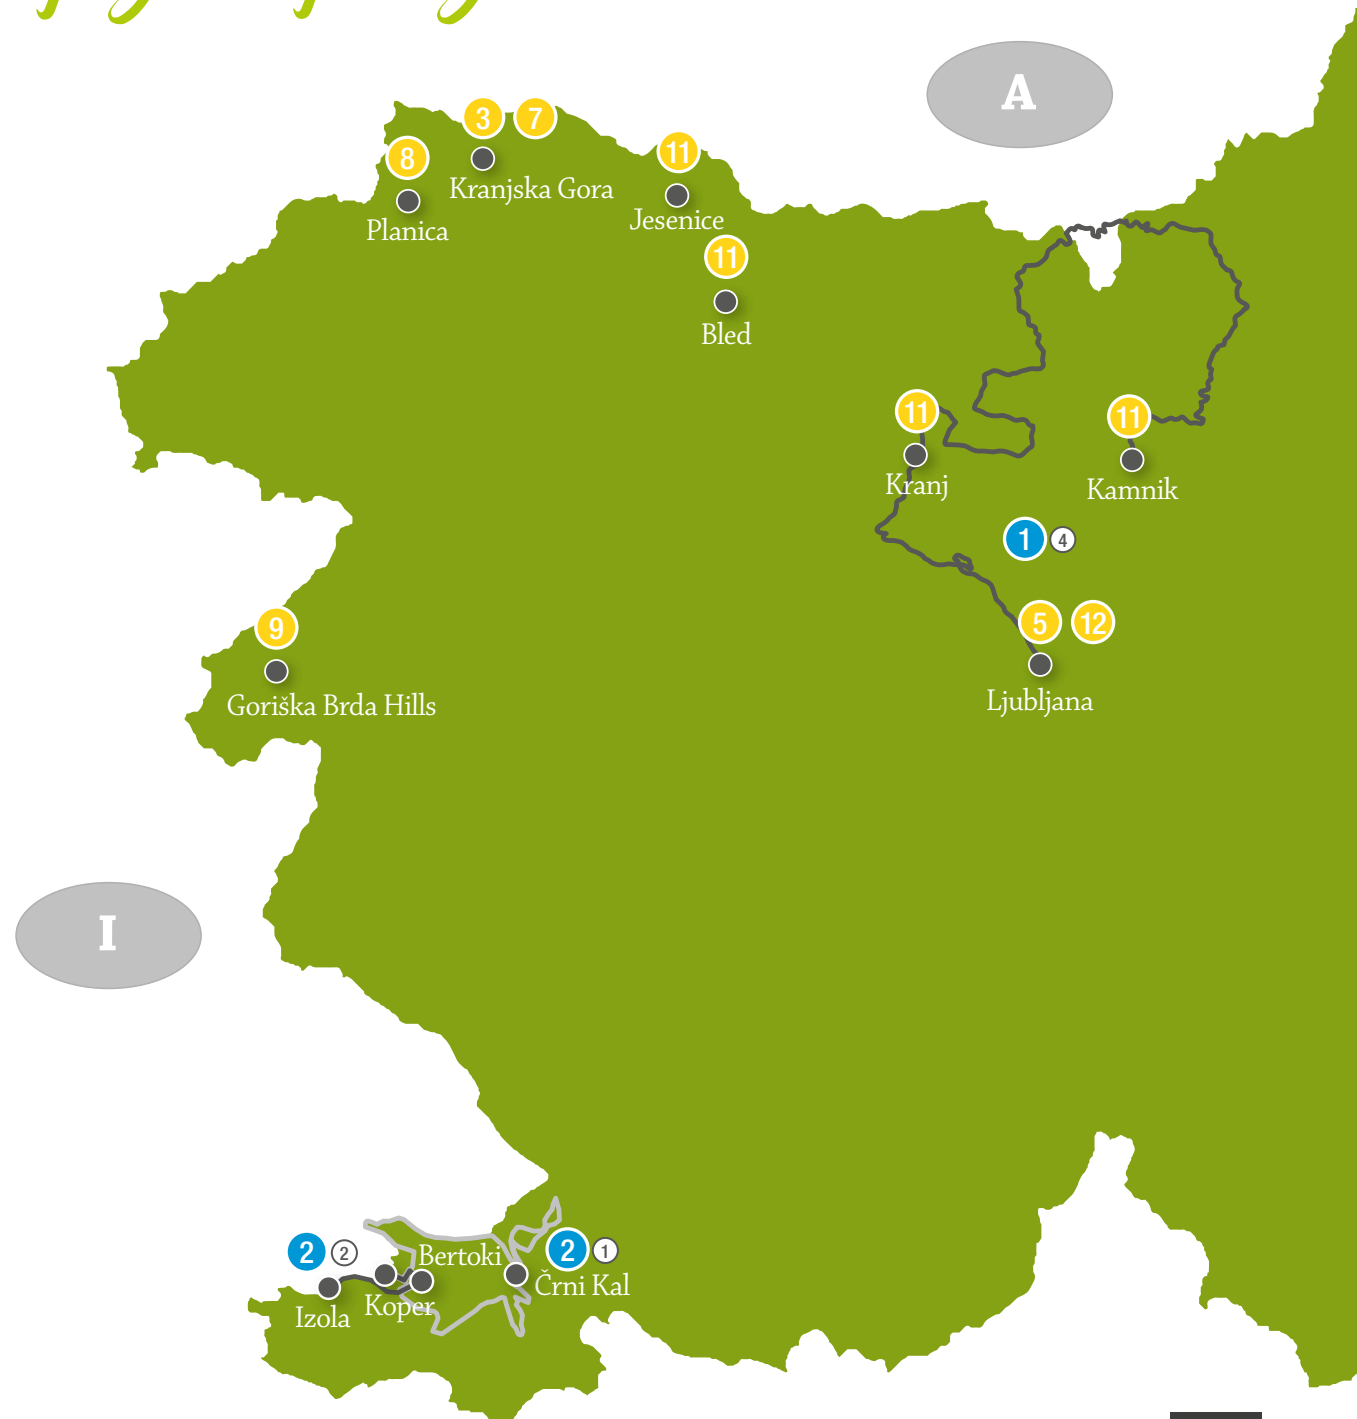 A
3 7
11
8
Kranjska Gora
Jesenice
Planica
11
Bled
11
11
Kranj
Kamnik
1 4
9
5 12
Goriška Brda Hills
Ljubljana
I
2 2
Bertoki
2 1
Črni Kal
Izola
Koper